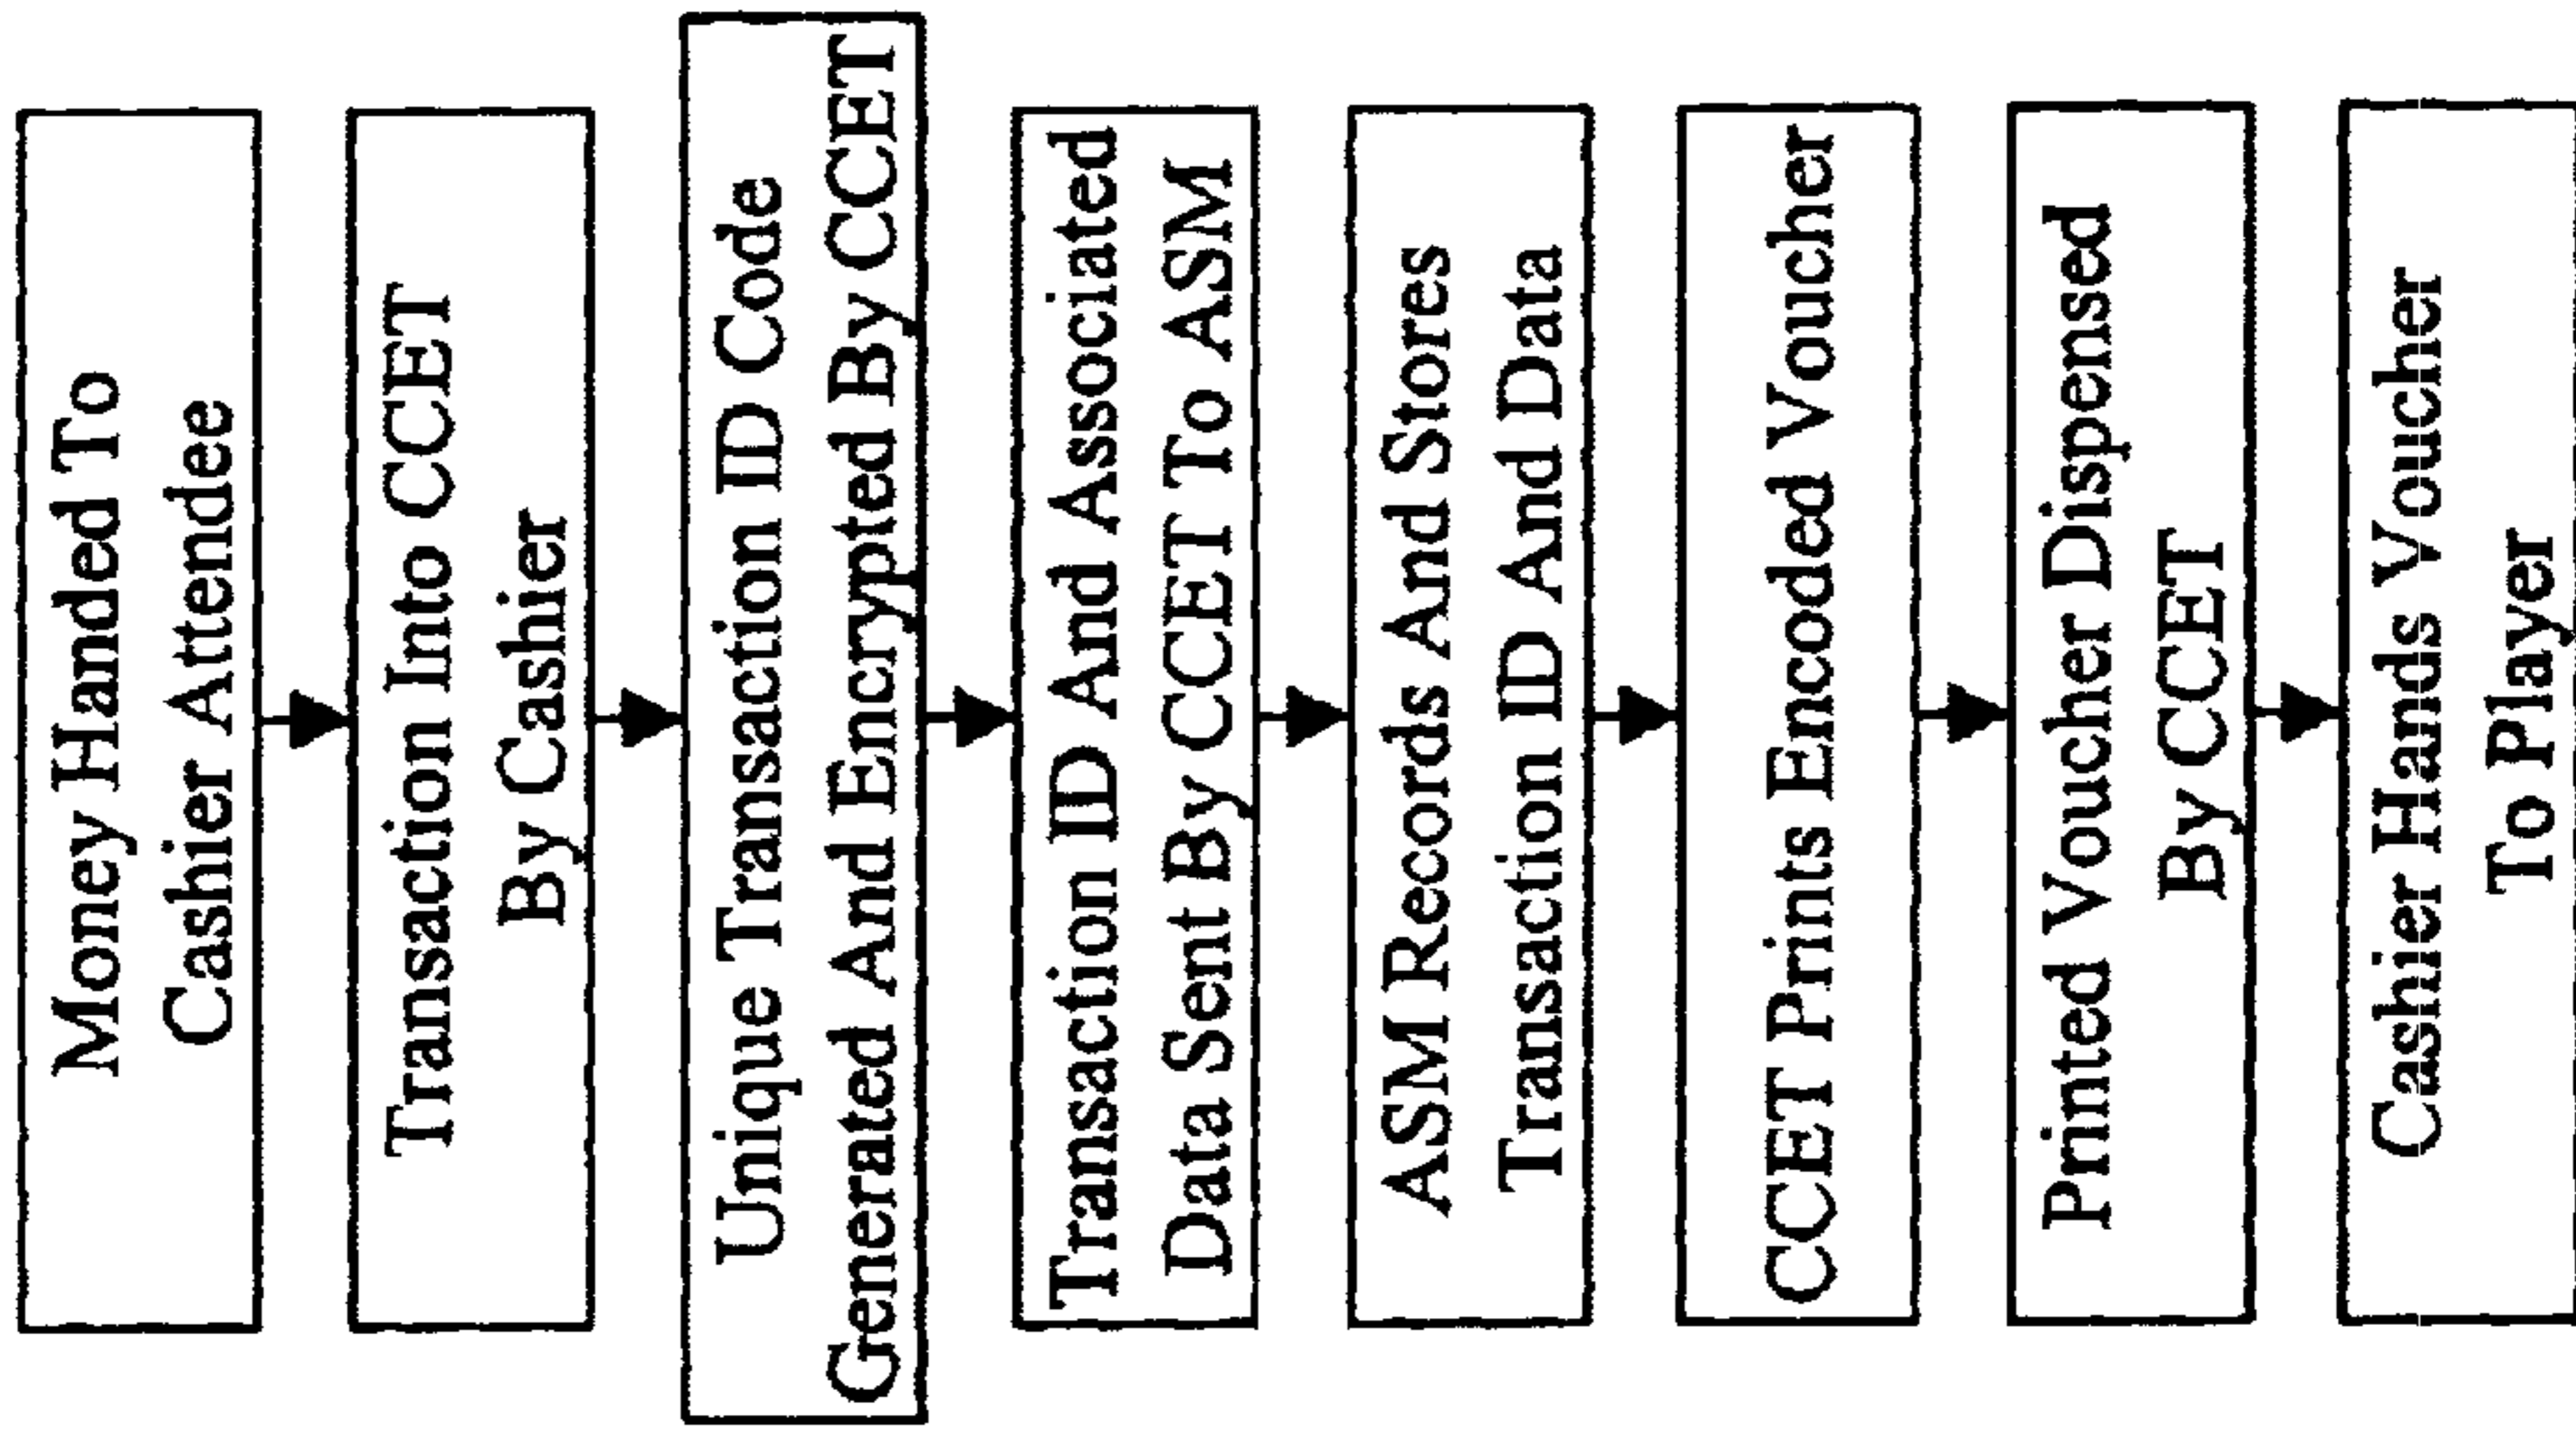 Money Handed To
Cashier Attendee
Transaction Into CCET
By Cashier
Unique Transaction ID Code
Generated And Encrypted By CCET
Transaction ID And Associated
Data Sent By CCET To ASM
ASM Records And Stores
Transaction ID And Data
CCET Prints Encoded Voucher
Printed Voucher Dispensed
By CCET
Cashier Hands Voucher
To Player